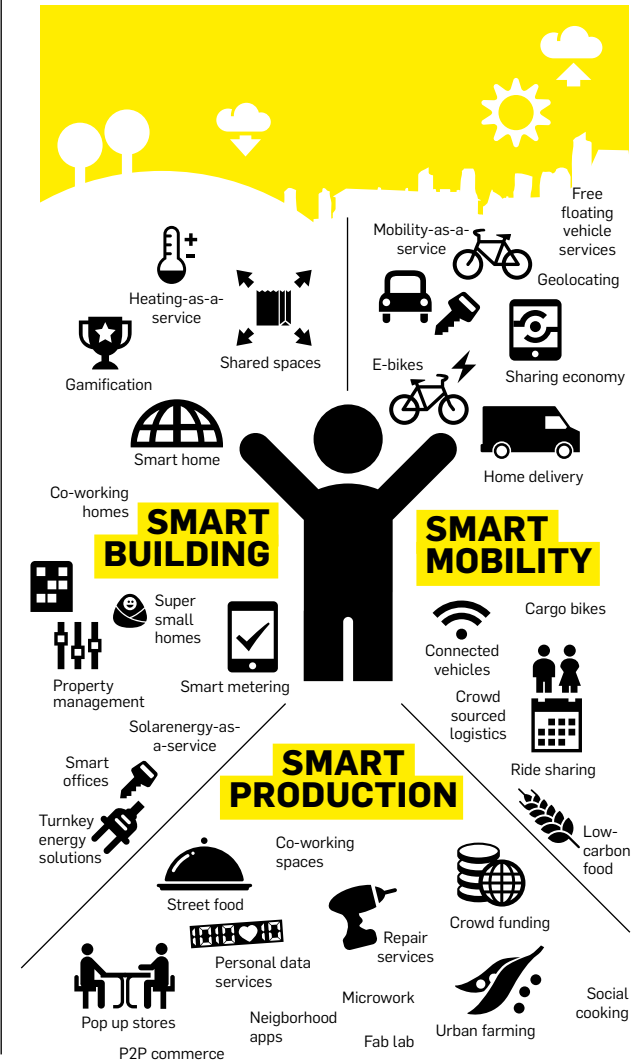 Free
floating
vehicle
services
Mobility-as-a-
service
Geolocating
Heating-as-a-
service
Shared spaces
Gamification
E-bikes
Sharing economy
Smart home
Home delivery
Co-working
homes
SMART
BUILDING
SMART
MOBILITY
Super
small
homes
Cargo bikes
Connected
vehicles
Property
management
Smart metering
Crowd
sourced
logistics
Solarenergy-as-
a-service
Ride sharing
Smart
offices
SMART
PRODUCTION
Turnkey
energy
solutions
Low-
carbon
food
Co-working
spaces
Street food
Crowd funding
Repair
services
Personal data
services
Microwork
Social
cooking
Pop up stores
Neigborhood
apps
Urban farming
Fab lab
P2P commerce